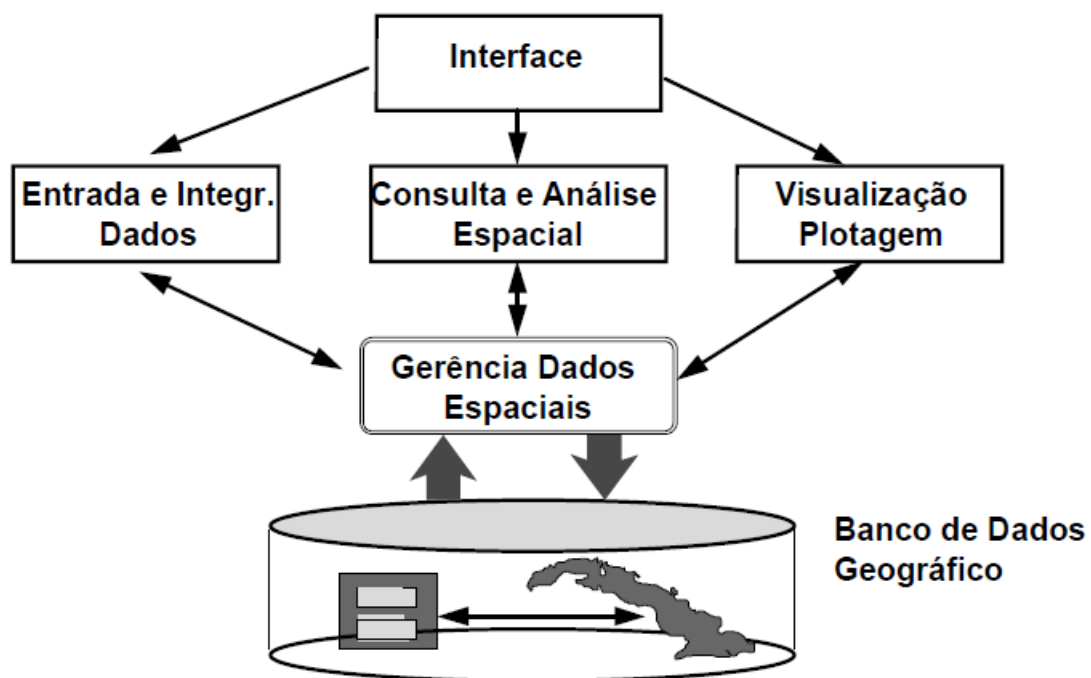 Interface
Entrada e Integr.
Dados
Consulta e Análise
Espacial
Visualização
Plotagem
Gerência Dados
Espaciais
Banco de Dados
Geográfico